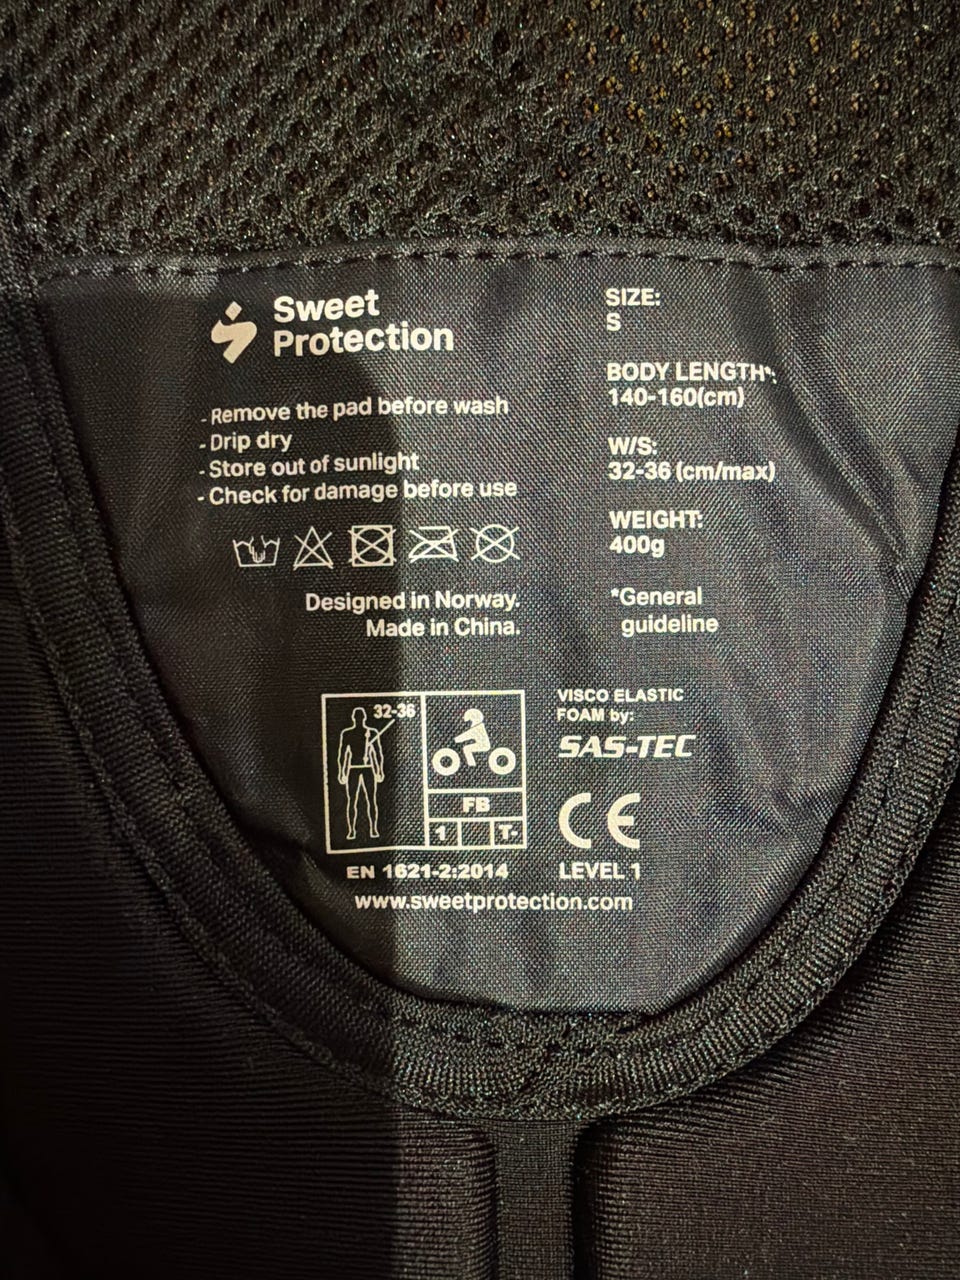 Sweet
Protection
- Remove the pad before wash
- Drip dry
- Store out of sunlight
- Check for damage before use
Designed in Norway.
Made in China.
SIZE:
S
BODY LENGTH*:
140-160(cm)
W/S:
32-36 (cm/max)
WEIGHT:
400g
*General
guideline
32-36
FB
1 T-
EN 1621-2:2014
VISCO ELASTIC
FOAM by:
SAS-TEC
CE
LEVEL 1
www.sweetprotection.com